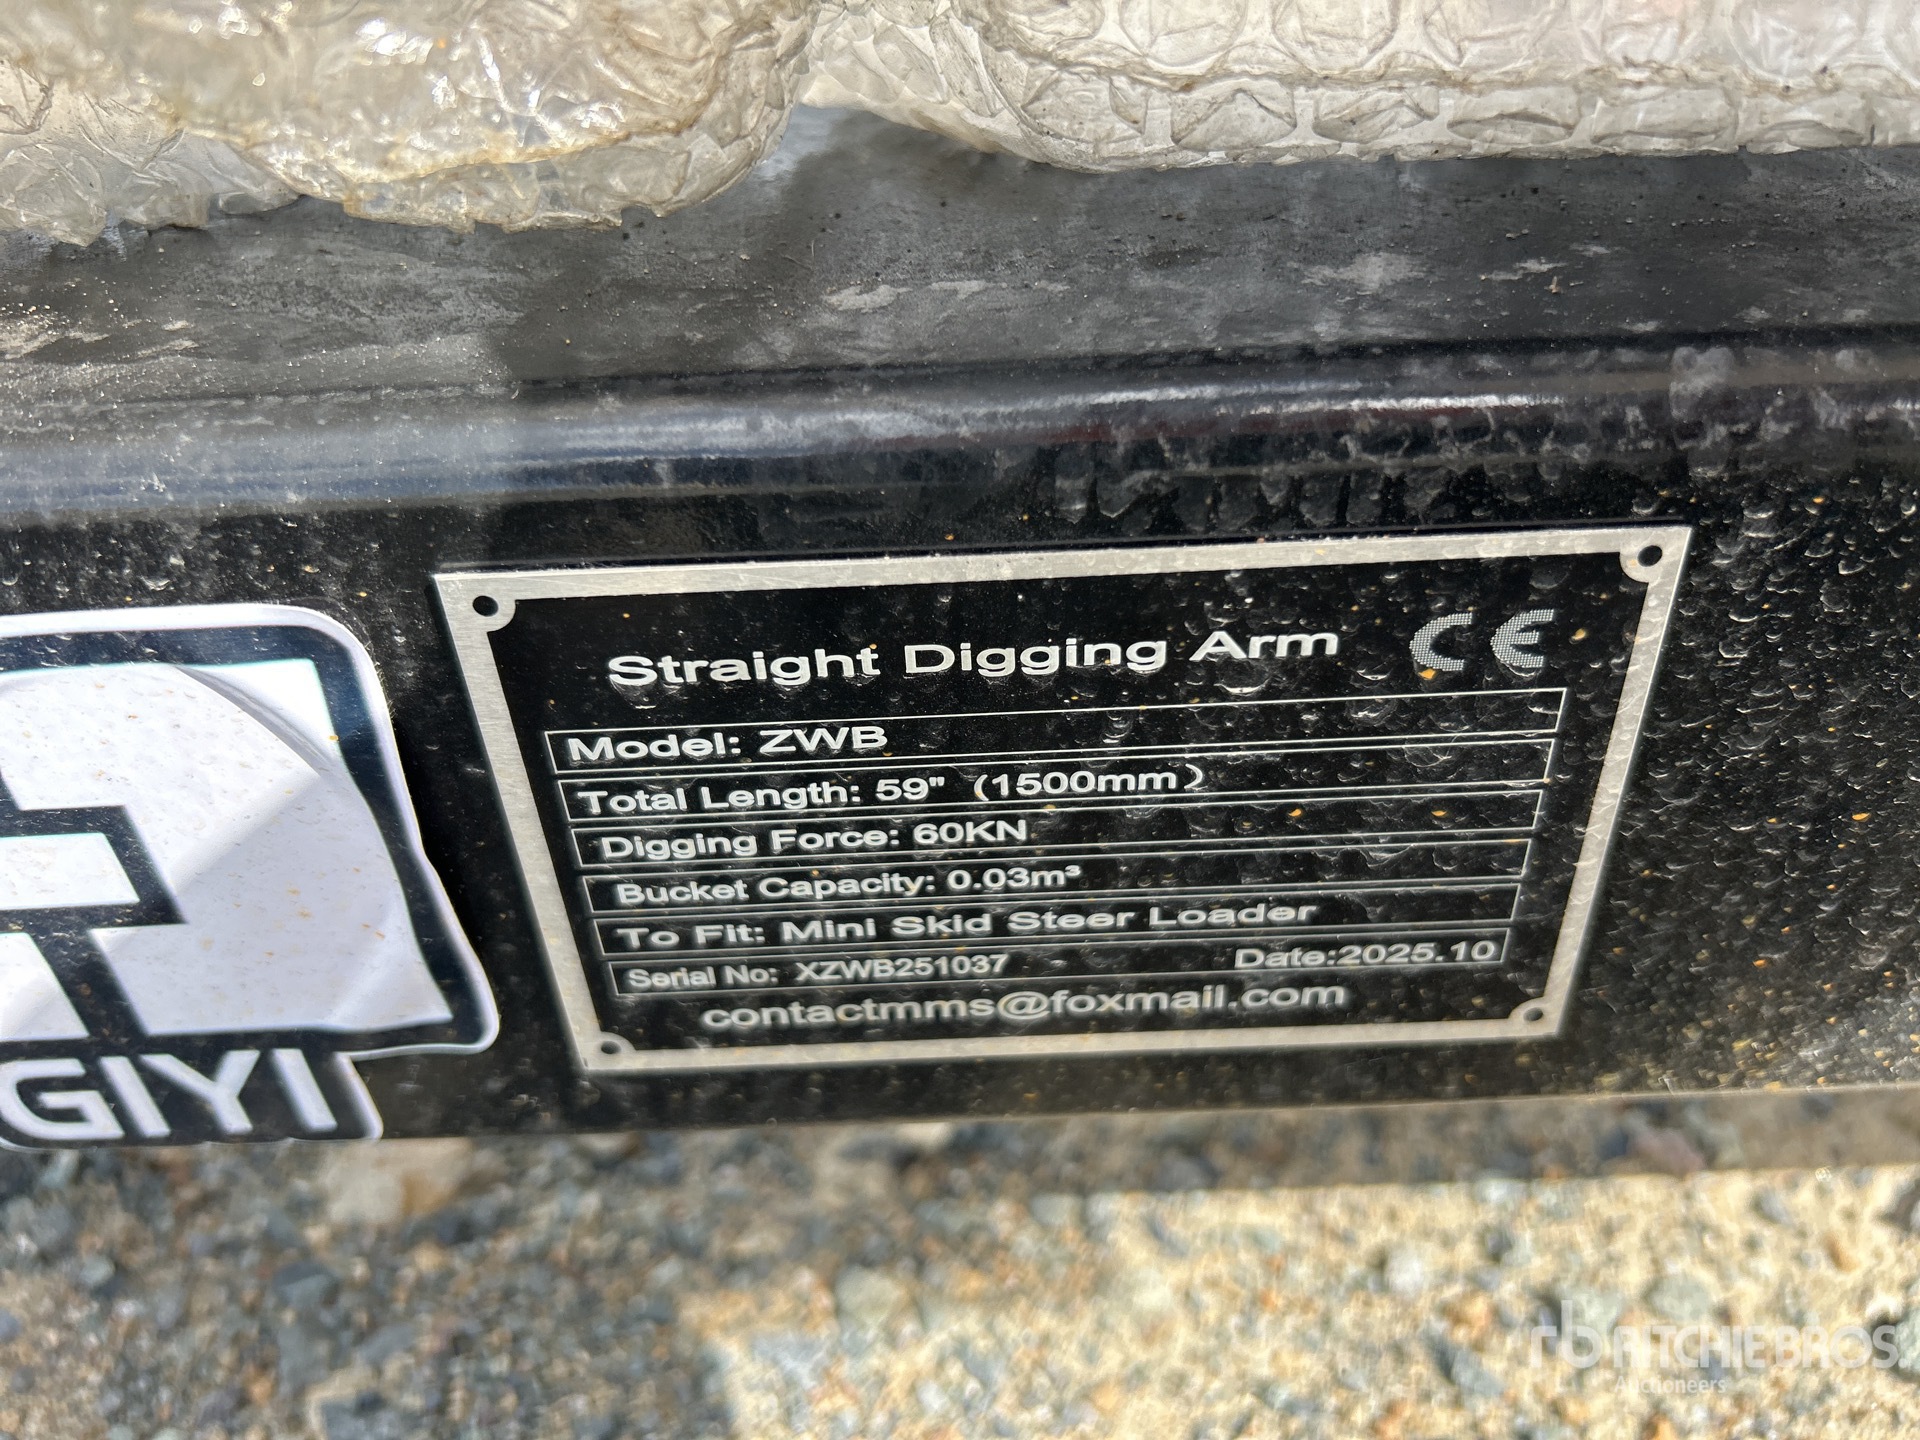 Straight Digging Arm CE
Model: ZWB
Total Length: 59" (1500mm)
Digging Force: 60KN
Bucket Capacity: 0.03m³
To Fit: Mini Skid Steer Loader
Serial No: XZWB251037 Date:2025.10
contactmms@foxmail.com
GIYI
rb RITCHIE BROS.
Auctioneers